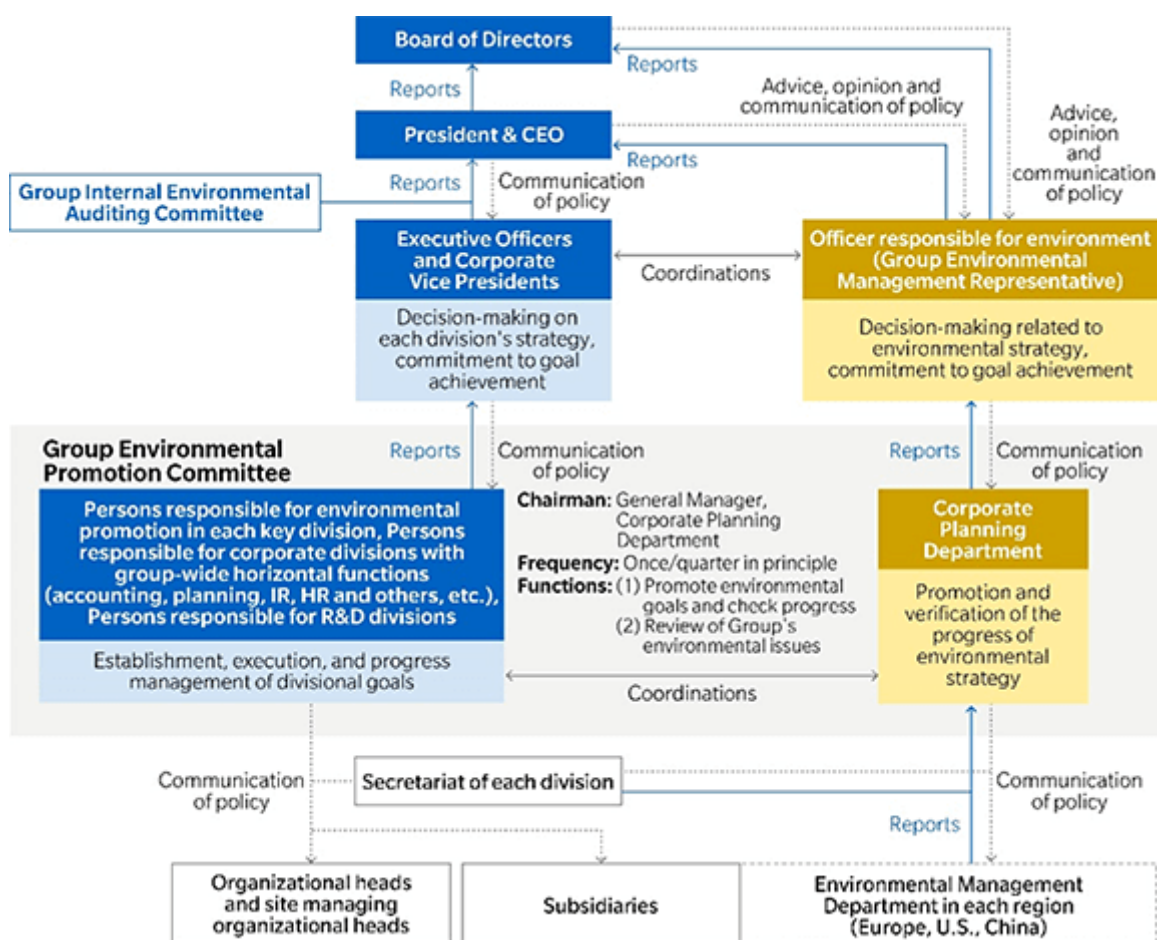 Board of Directors
Reports
Reports
Advice, opinion and
communication of policy
Advice,
opinion
and
communication
of policy
President & CEO
Reports
Reports
Communication
of policy
Group Internal Environmental
Auditing Committee
Executive Officers
and Corporate
Vice Presidents
Coordinations
Officer responsible for environment
(Group Environmental
Management Representative)
Decision-making on
each division's strategy,
commitment to goal
achievement
Decision-making related to
environmental strategy,
commitment to goal achievement
Group Environmental
Promotion Committee
Reports
Communication
of policy
Reports
Communication
of policy
Persons responsible for environmental
promotion in each key division, Persons
responsible for corporate divisions with
group-wide horizontal functions
(accounting, planning, IR, HR and others, etc.),
Persons responsible for R&D divisions
Establishment, execution, and progress
management of divisional goals
Chairman: General Manager,
Corporate Planning
Department
Frequency: Once/quarter in principle
Functions: (1) Promote environmental
goals and check progress
(2) Review of Group's
environmental issues
Coordinations
Corporate
Planning
Department
Promotion and
verification of the
progress of
environmental
strategy
Communication
of policy
Secretariat of each division
Reports
Communication
of policy
Organizational heads
and site managing
organizational heads
Subsidiaries
Environmental Management
Department in each region
(Europe, U.S., China)